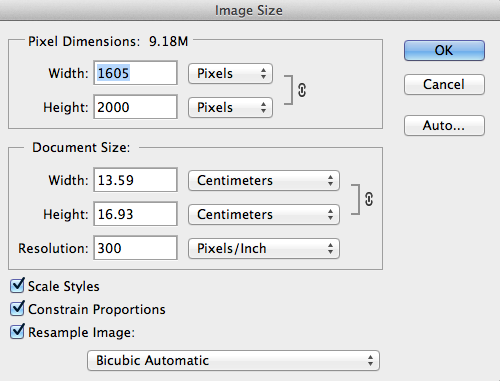 Image Size
Pixel Dimensions: 9.18M
Width: 1605 Pixels
Height: 2000 Pixels
OK
Cancel
Auto...
Document Size:
Width: 13.59 Centimeters
Height: 16.93 Centimeters
Resolution: 300 Pixels/Inch
Scale Styles
Constrain Proportions
Resample Image:
Bicubic Automatic